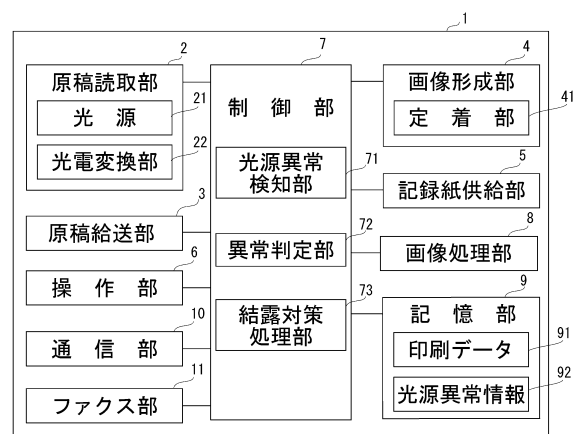 1
2
原稿読取部
21
光 源
22
光電変換部
3
原稿給送部
6
操 作 部
10
通 信 部
11
ファクス部
7
制 御 部
71
光源異常
検知部
72
異常判定部
73
結露対策
処理部
4
画像形成部
41
定 着 部
5
記録紙供給部
8
画像処理部
9
記 憶 部
91
印刷データ
92
光源異常情報